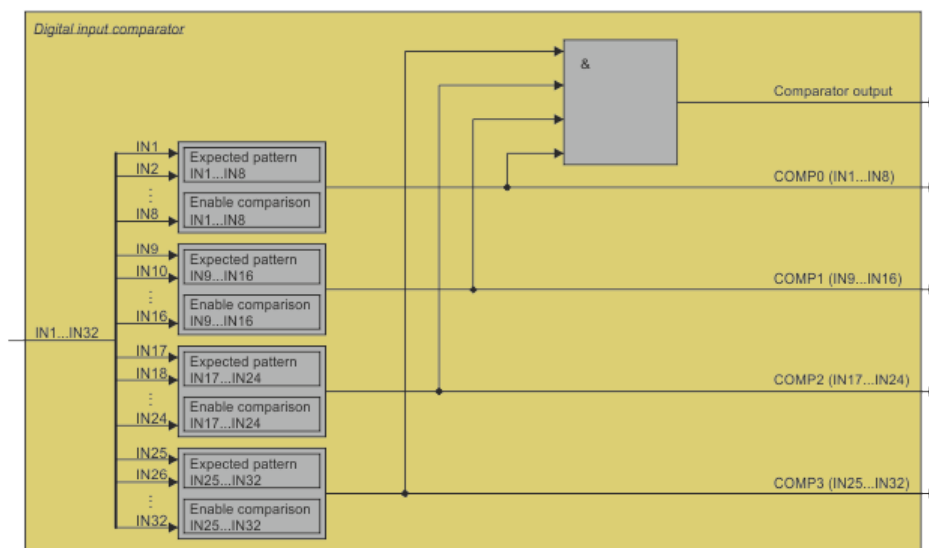 Digital input comparator
&
Comparator output
IN1
Expected pattern
IN1...IN8
IN2
⋮
Enable comparison
IN1...IN8
IN8
COMP0 (IN1...IN8)
IN9
Expected pattern
IN9...IN16
IN10
⋮
Enable comparison
IN9...IN16
IN16
COMP1 (IN9...IN16)
IN1...IN32
IN17
Expected pattern
IN17...IN24
IN18
⋮
Enable comparison
IN17...IN24
IN24
COMP2 (IN17...IN24)
IN25
Expected pattern
IN25...IN32
IN26
⋮
Enable comparison
IN25...IN32
IN32
COMP3 (IN25...IN32)